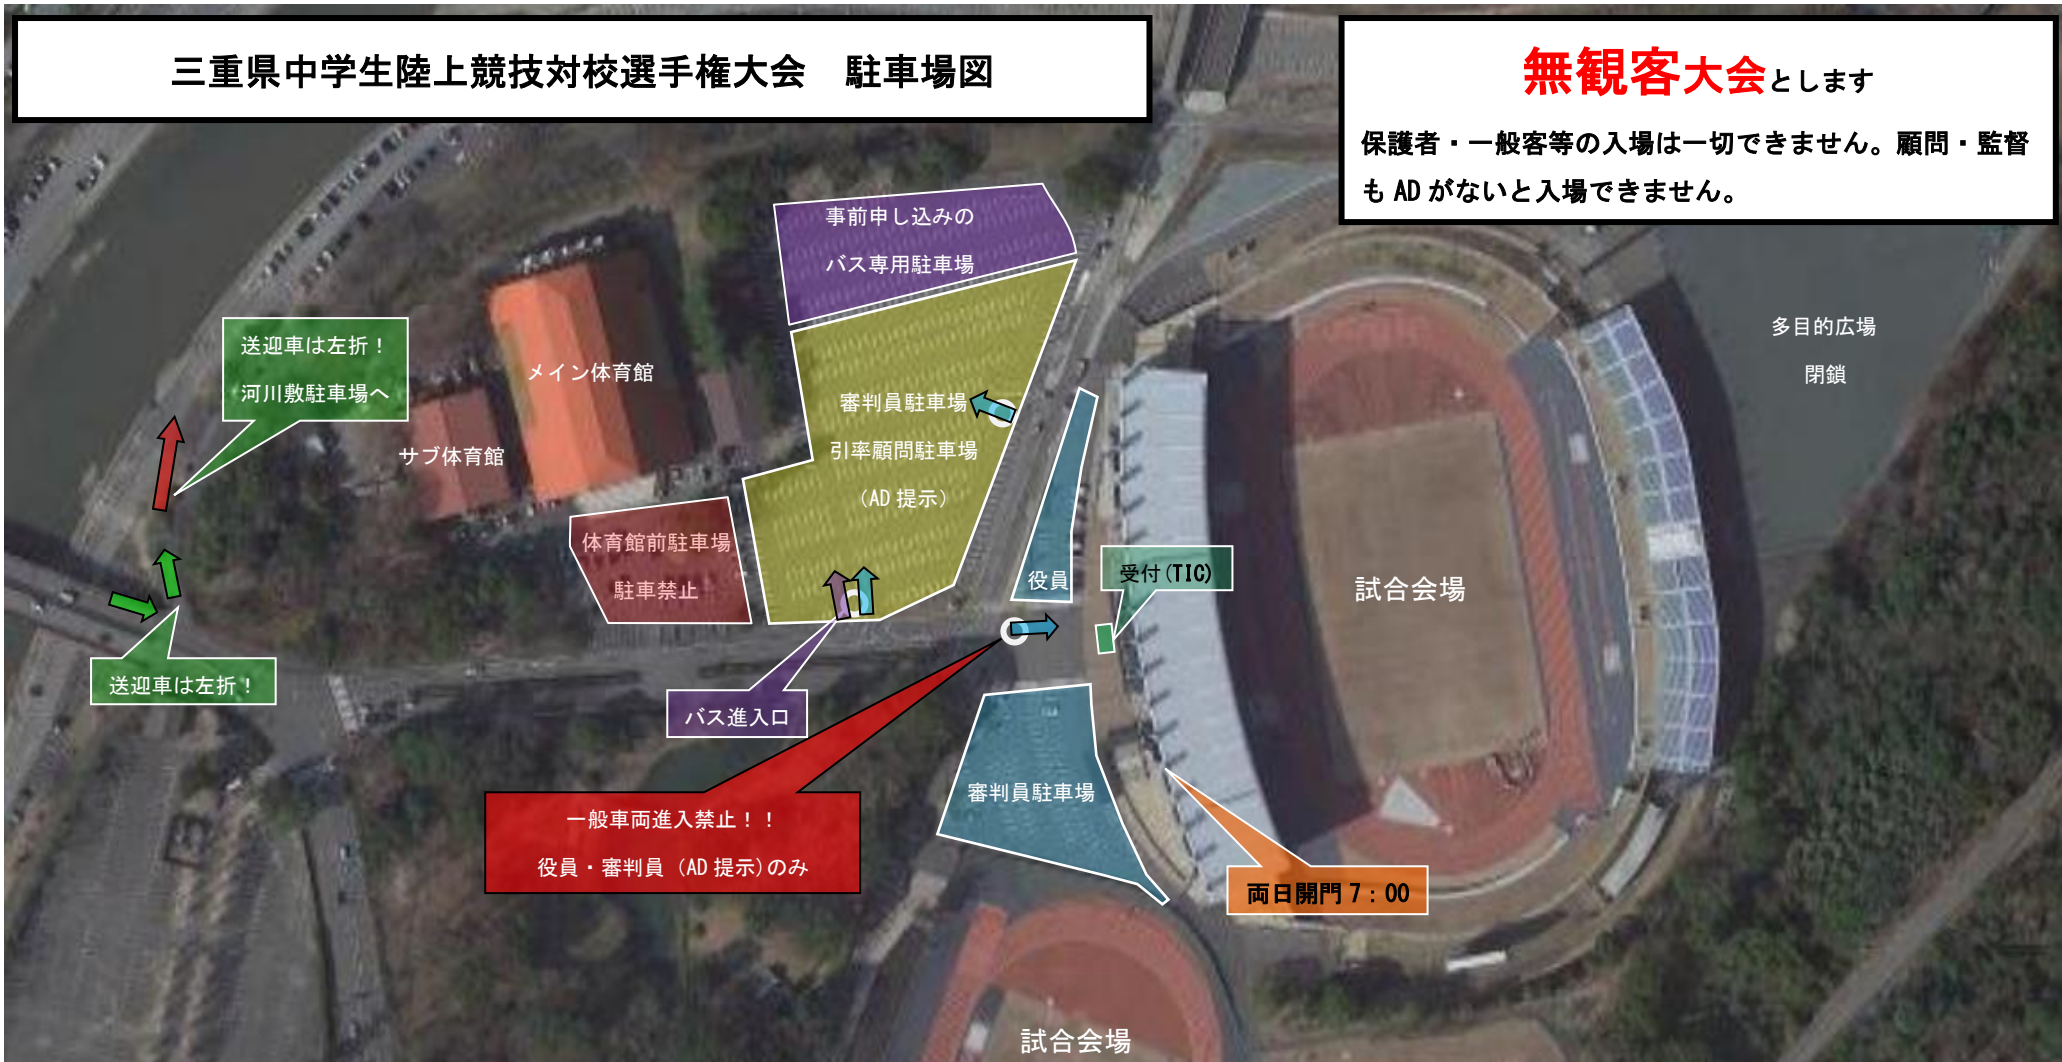 三重県中学生陸上競技対校選手権大会　駐車場図
無観客大会とします
保護者・一般客等の入場は一切できません。顧問・監督
も AD がないと入場できません。
事前申し込みの
バス専用駐車場
多目的広場
閉鎖
送迎車は左折！
河川敷駐車場へ
メイン体育館
サブ体育館
審判員駐車場
引率顧問駐車場
（AD 提示）
体育館前駐車場
駐車禁止
役員
受付(TIC)
試合会場
送迎車は左折！
バス進入口
一般車両進入禁止！！
役員・審判員（AD 提示)のみ
審判員駐車場
両日開門 7：00
試合会場